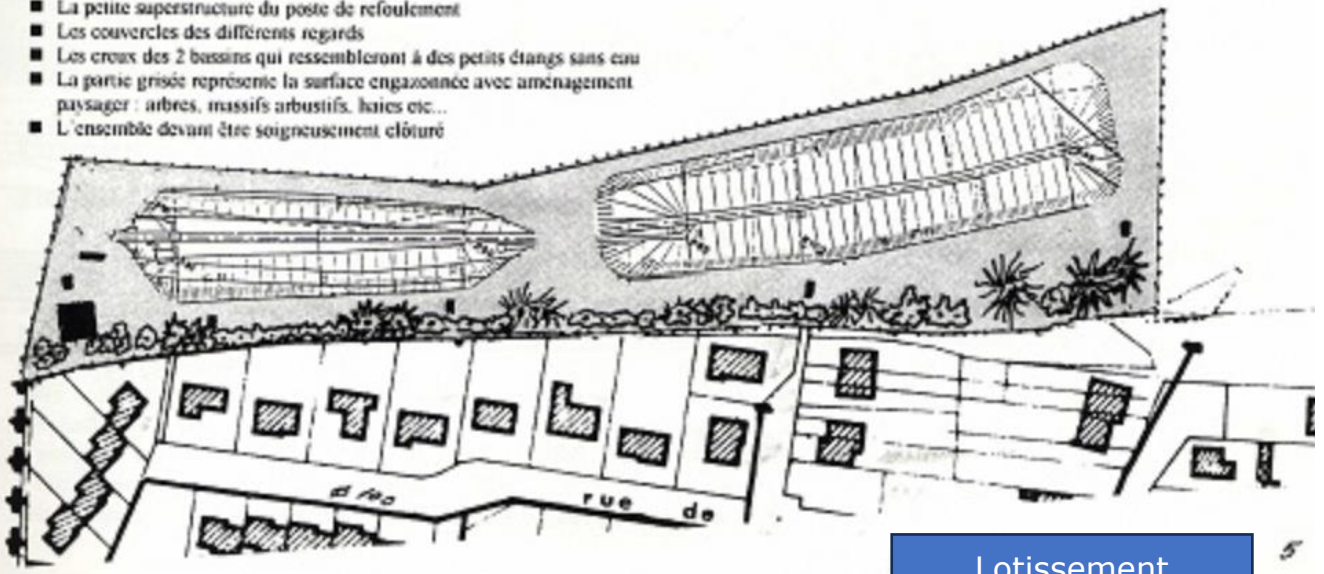 ■ La petite superstructure du poste de refoulement
■ Les couvercles des différents regards
■ Les creux des 2 bassins qui ressembleront à des petits étangs sans eau
■ La partie grisée représente la surface engazonnée avec aménagement
paysager : arbres, massifs arbustifs, haies etc...
■ L'ensemble devant être soigneusement clôturé
rue de
Lotissement
5